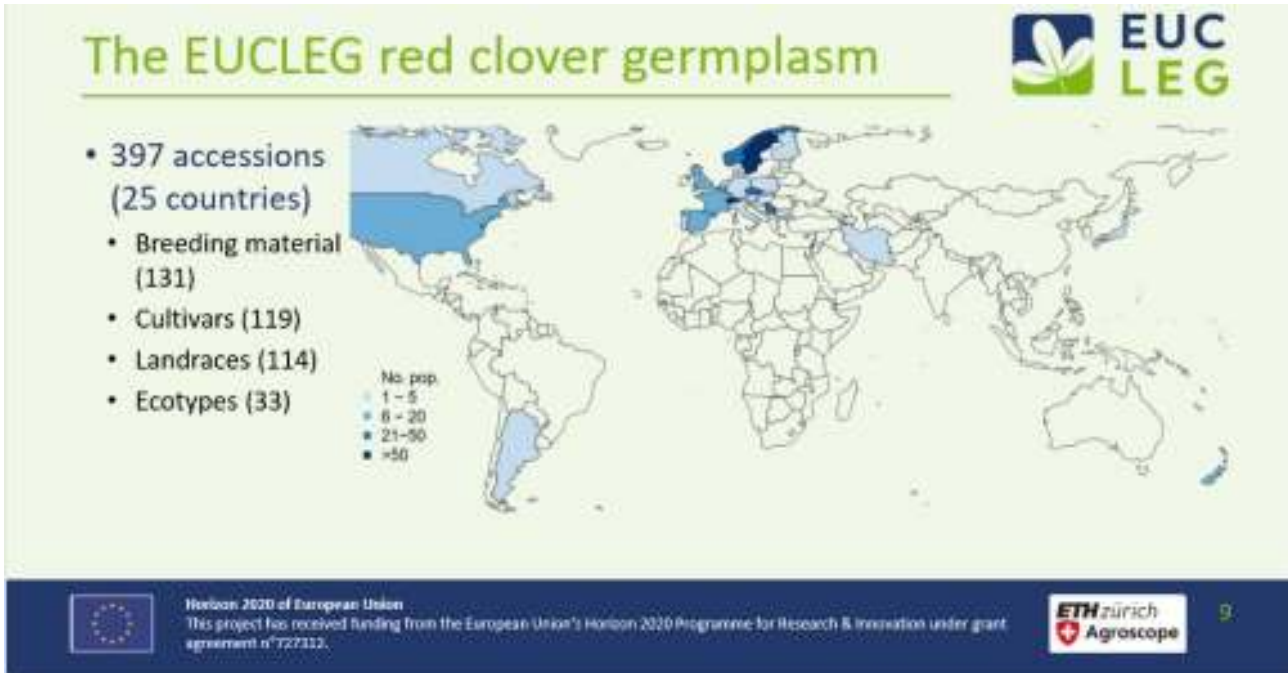 The EUCLEG red clover germplasm
EUC
LEG
• 397 accessions
(25 countries)
• Breeding material
(131)
• Cultivars (119)
• Landraces (114)
• Ecotypes (33)
No. pop.
1 – 5
6 – 20
21–50
>50
Horizon 2020 of European Union
This project has received funding from the European Union's Horizon 2020 Programme for Research & Innovation under grant
agreement n°727312.
ETH zürich
Agroscope
9